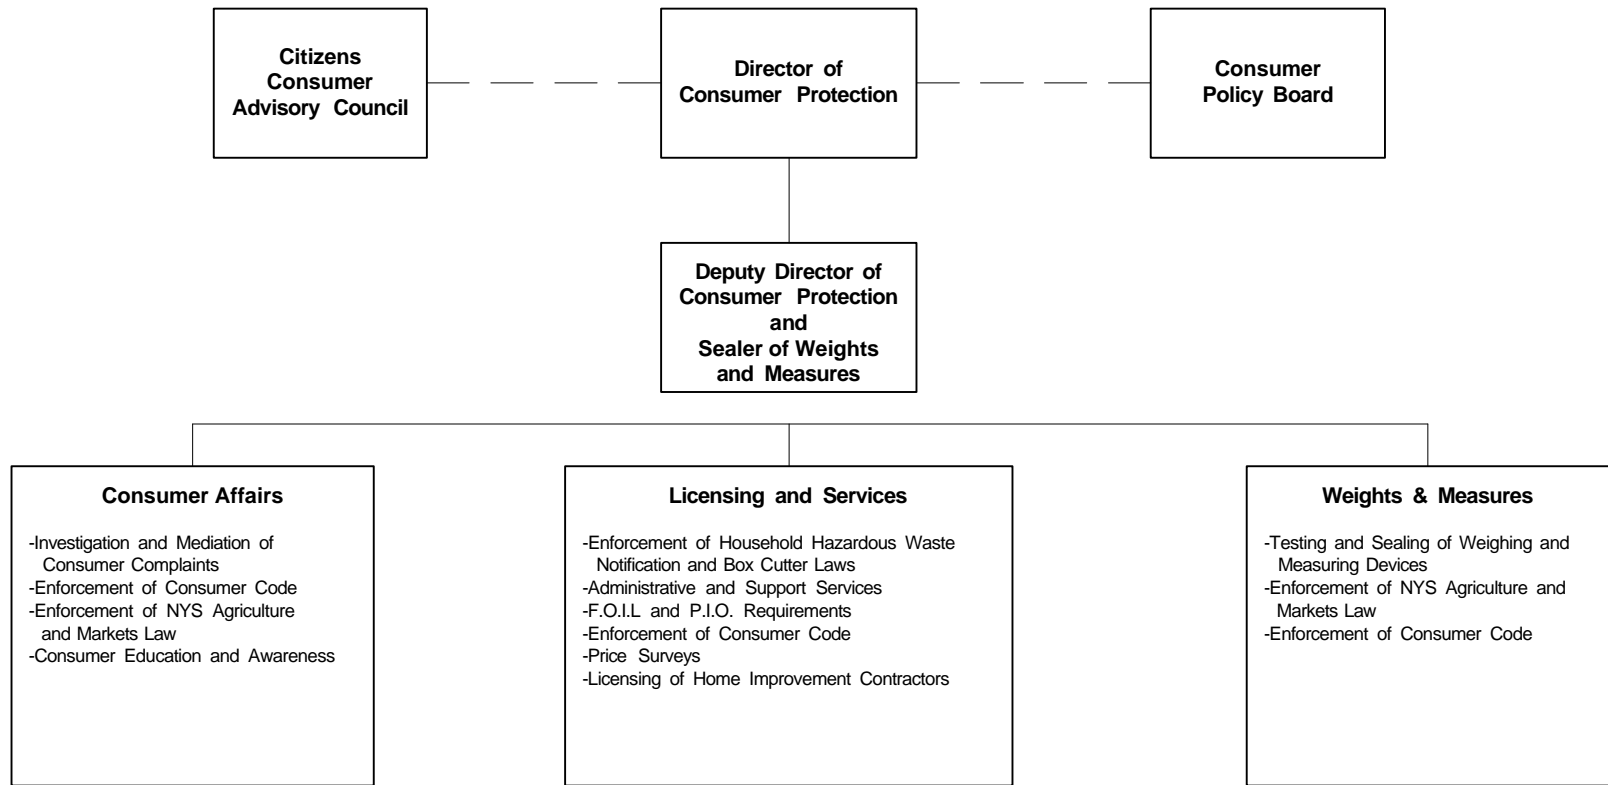 Citizens
Consumer
Advisory Council
Director of
Consumer Protection
Consumer
Policy Board
Deputy Director of
Consumer Protection
and
Sealer of Weights
and Measures
Consumer Affairs
-Investigation and Mediation of
Consumer Complaints
-Enforcement of Consumer Code
-Enforcement of NYS Agriculture
and Markets Law
-Consumer Education and Awareness
Licensing and Services
-Enforcement of Household Hazardous Waste
Notification and Box Cutter Laws
-Administrative and Support Services
-F.O.I.L and P.I.O. Requirements
-Enforcement of Consumer Code
-Price Surveys
-Licensing of Home Improvement Contractors
Weights & Measures
-Testing and Sealing of Weighing and
Measuring Devices
-Enforcement of NYS Agriculture and
Markets Law
-Enforcement of Consumer Code